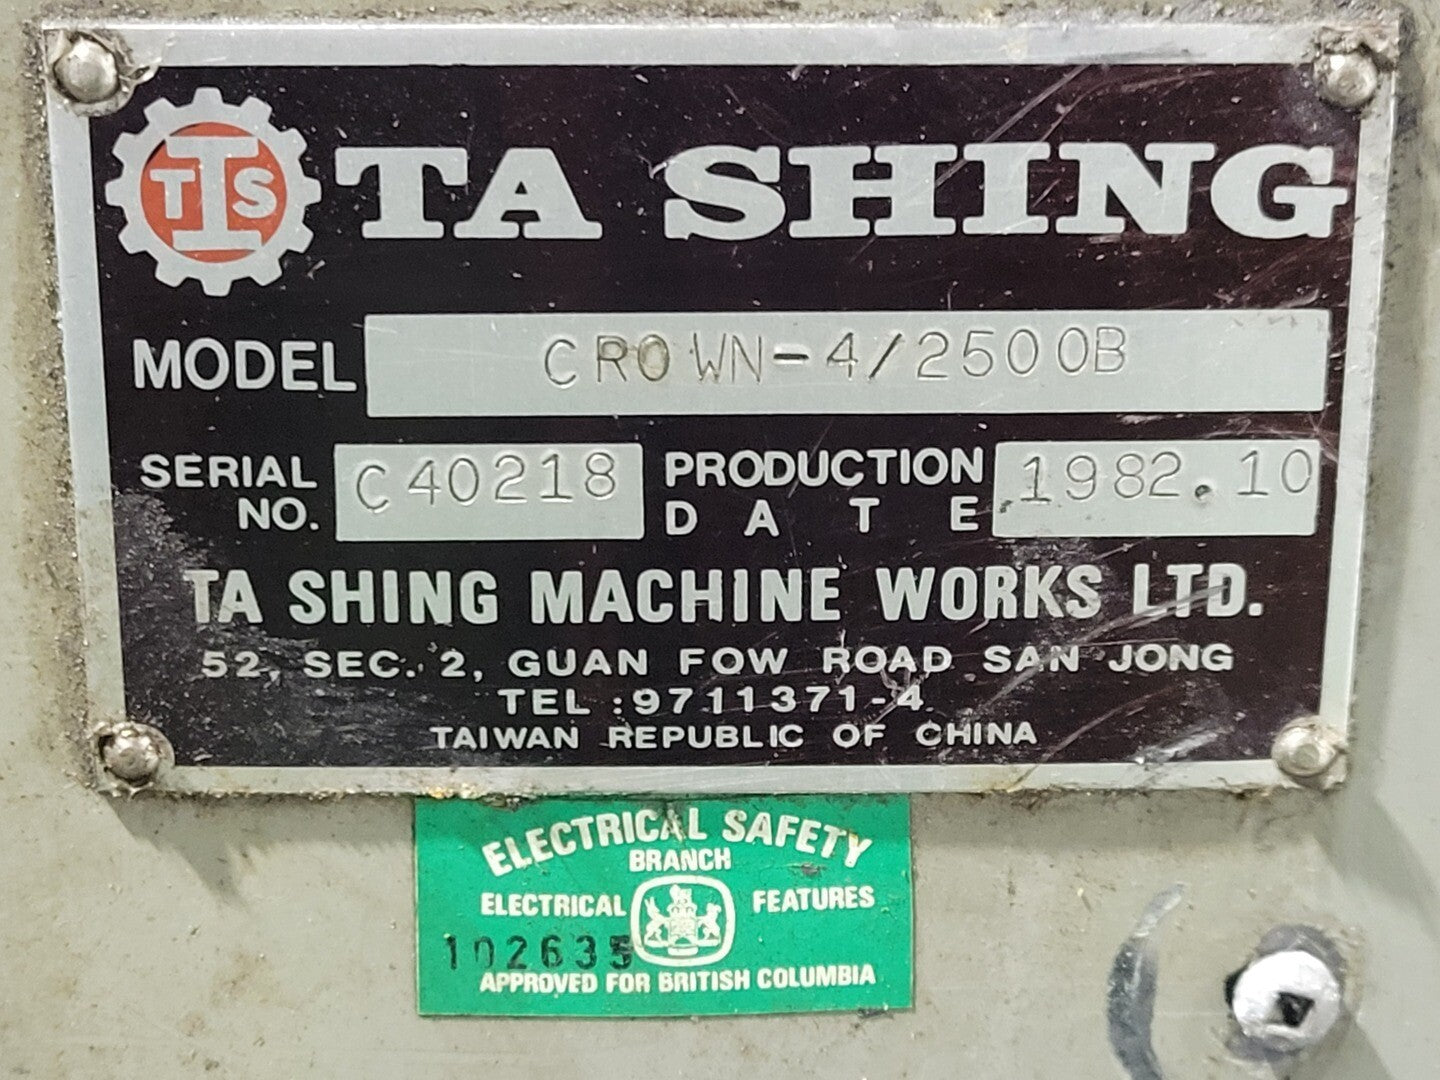 TIS TA SHING
MODEL CROWN-4/2500B
SERIAL NO. C40218 PRODUCTION DATE 1982.10
TA SHING MACHINE WORKS LTD.
52, SEC. 2, GUAN FOW ROAD SAN JONG
TEL :9711371-4
TAIWAN REPUBLIC OF CHINA
ELECTRICAL SAFETY
BRANCH
ELECTRICAL FEATURES
102635
APPROVED FOR BRITISH COLUMBIA